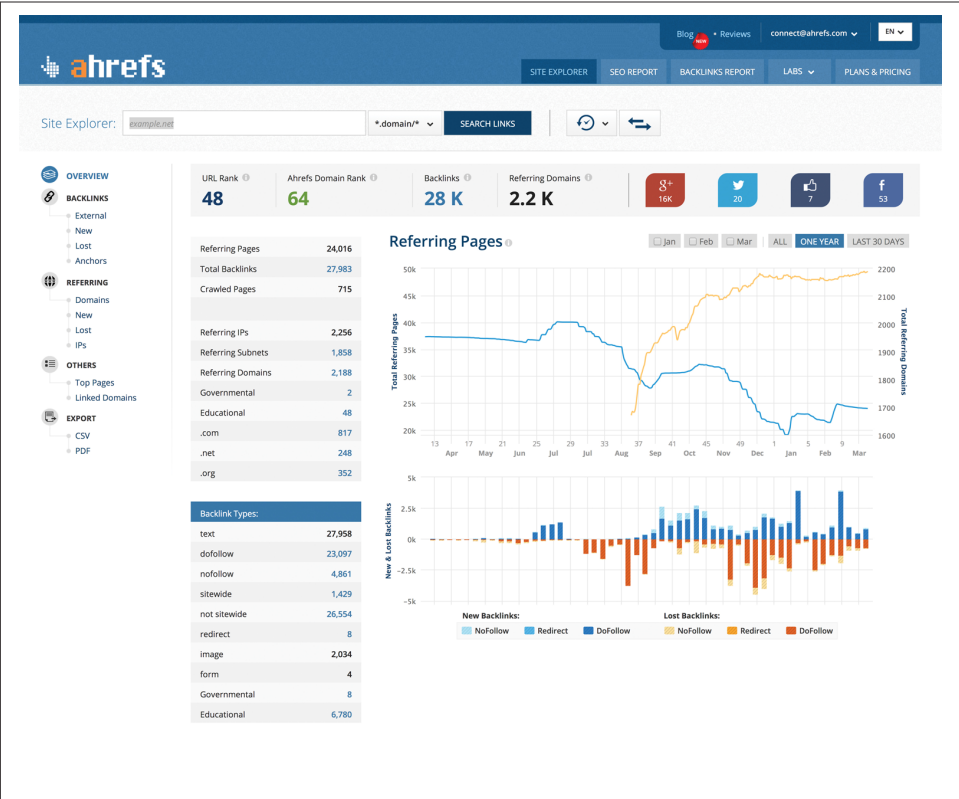 Blog NEW • Reviews connect@ahrefs.com EN
ahrefs
SITE EXPLORER SEO REPORT BACKLINKS REPORT LABS PLANS & PRICING
Site Explorer: example.net *.domain/* SEARCH LINKS
OVERVIEW
BACKLINKS
External
New
Lost
Anchors
REFERRING
Domains
New
Lost
IPs
OTHERS
Top Pages
Linked Domains
EXPORT
CSV
PDF
URL Rank Ahrefs Domain Rank Backlinks Referring Domains
48 64 28 K 2.2 K
g+ 16K 20 7 f 53
Referring Pages 24,016
Total Backlinks 27,983
Crawled Pages 715
Referring IPs 2,256
Referring Subnets 1,858
Referring Domains 2,188
Governmental 2
Educational 48
.com 817
.net 248
.org 352
Backlink Types:
text 27,958
dofollow 23,097
nofollow 4,861
sitewide 1,429
not sitewide 26,554
redirect 8
image 2,034
form 4
Governmental 8
Educational 6,780
Referring Pages Jan Feb Mar ALL ONE YEAR LAST 30 DAYS
Total Referring Pages
50k
45k
40k
35k
30k
25k
20k
2200
2100
2000
1900
1800
1700
1600
Total Referring Domains
13 17 21 25 29 33 37 41 45 49 1 5 9
Apr May Jun Jul Jul Aug Sep Oct Nov Dec Jan Feb Mar
New & Lost Backlinks
5k
2.5k
0k
−2.5k
−5k
New Backlinks: Lost Backlinks:
NoFollow Redirect DoFollow NoFollow Redirect DoFollow